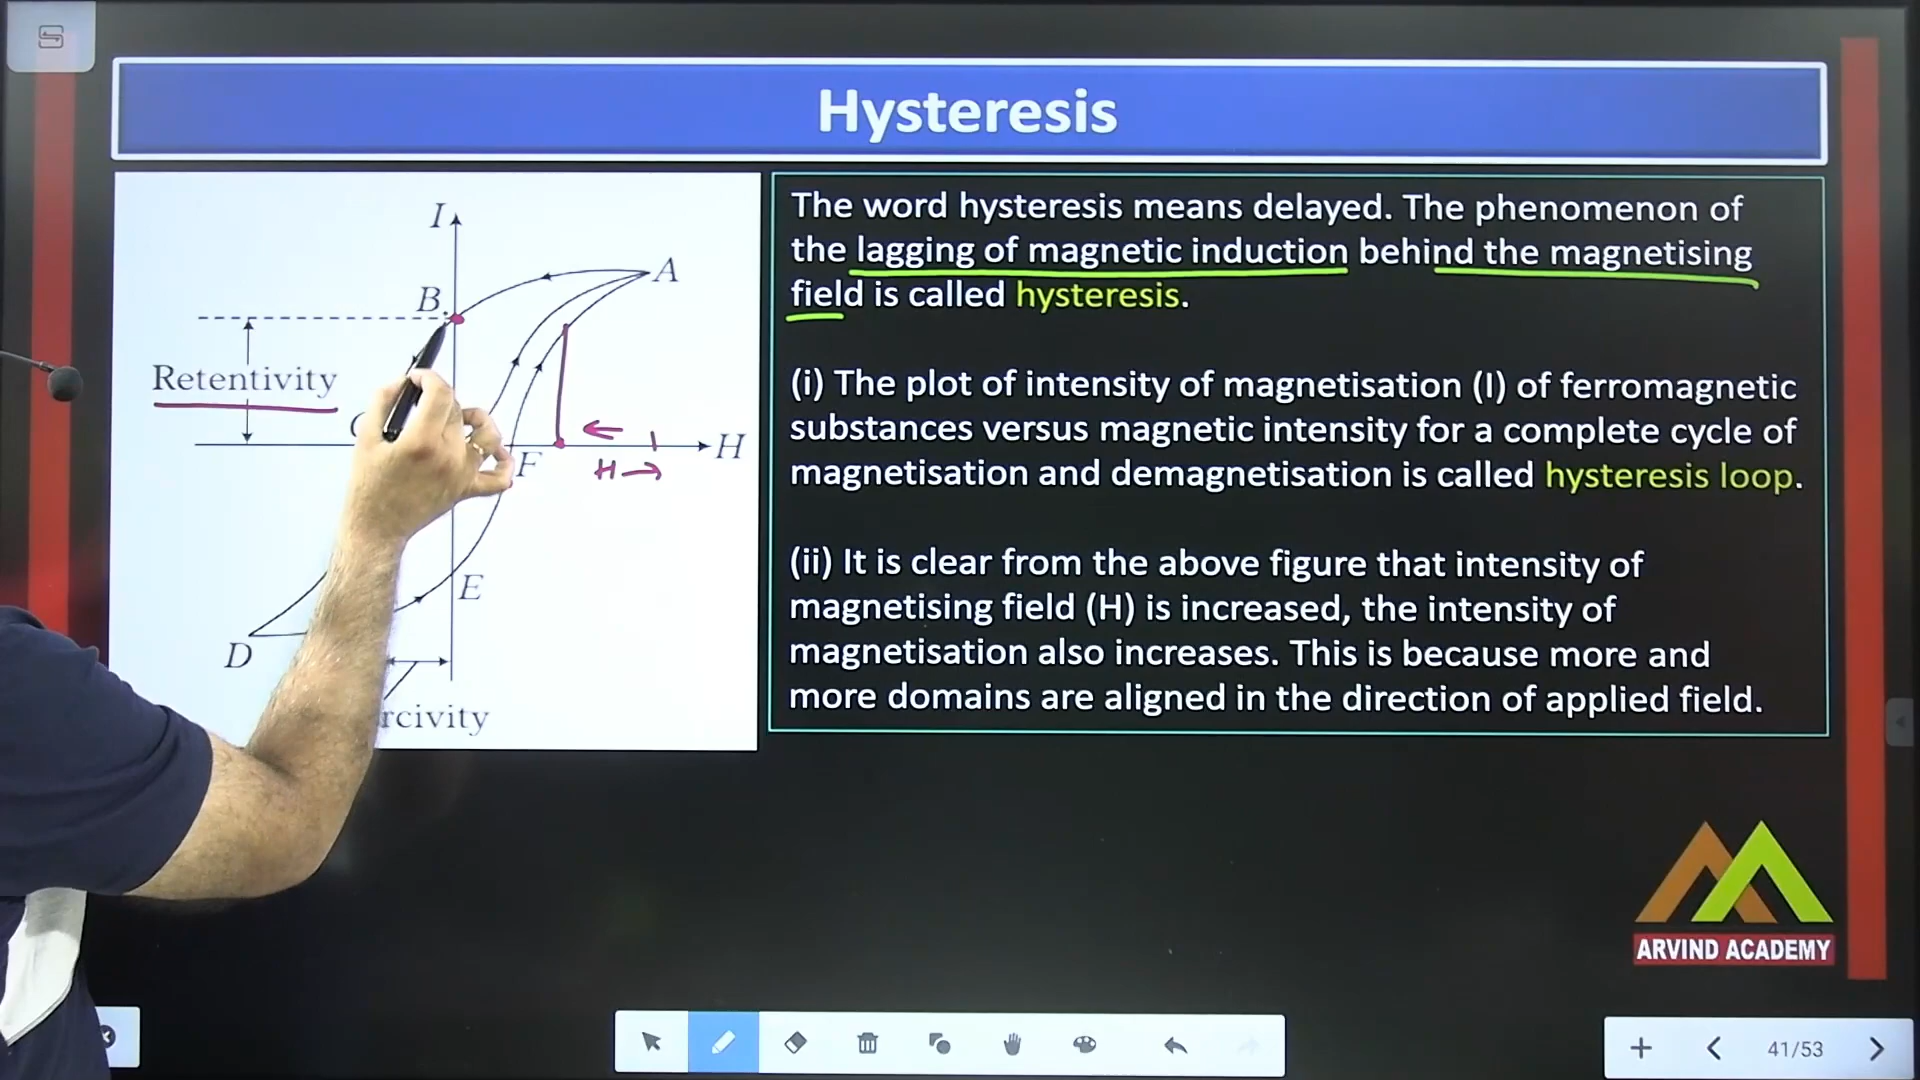 Hysteresis
I
A
B
Retentivity
H
F
H
E
D
The word hysteresis means delayed. The phenomenon of
the lagging of magnetic induction behind the magnetising
field is called hysteresis.
(i) The plot of intensity of magnetisation (I) of ferromagnetic
substances versus magnetic intensity for a complete cycle of
magnetisation and demagnetisation is called hysteresis loop.
(ii) It is clear from the above figure that intensity of
magnetising field (H) is increased, the intensity of
magnetisation also increases. This is because more and
more domains are aligned in the direction of applied field.
ARVIND ACADEMY
41/53